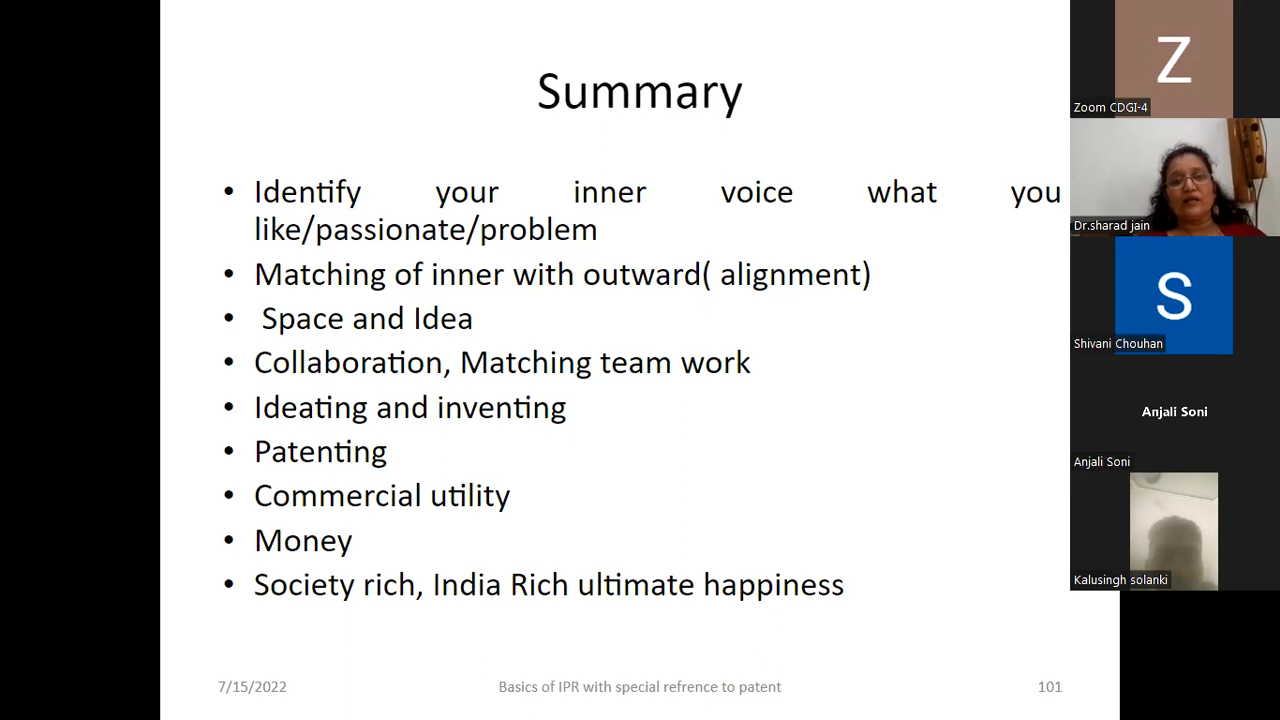 Summary
• Identify your inner voice what you
like/passionate/problem
• Matching of inner with outward( alignment)
• Space and Idea
• Collaboration, Matching team work
• Ideating and inventing
• Patenting
• Commercial utility
• Money
• Society rich, India Rich ultimate happiness
7/15/2022
Basics of IPR with special refrence to patent
101
Z
Zoom CDGI-4
Dr.sharad jain
S
Shivani Chouhan
Anjali Soni
Anjali Soni
Kalusingh solanki